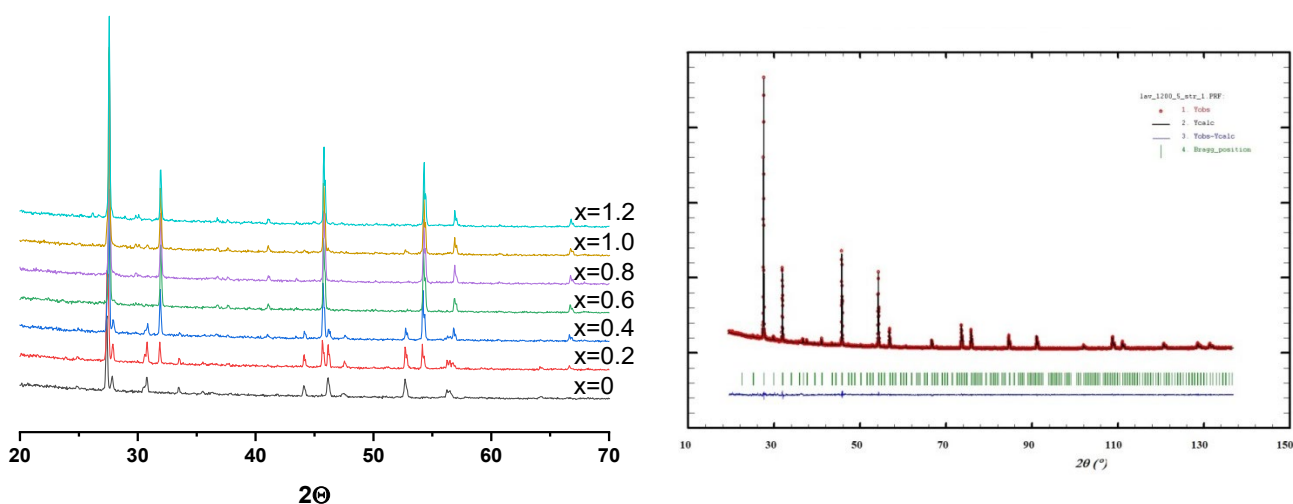 x=1.2
x=1.0
x=0.8
x=0.6
x=0.4
x=0.2
x=0
20 30 40 50 60 70
2Θ
lav_1200_5_str_1.PRF:
1. Yobs
2. Ycalc
3. Yobs-Ycalc
4. Bragg_position
10 30 50 70 90 110 130 150
2θ (°)